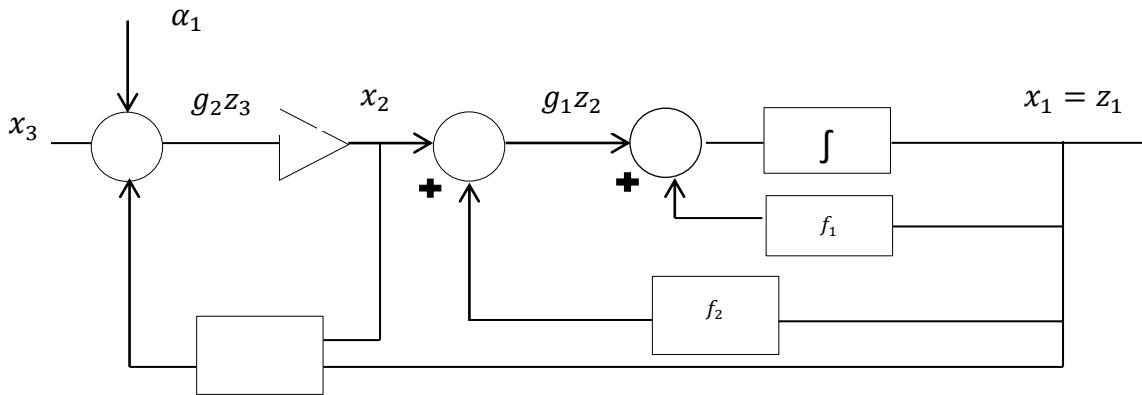 α₁
x₃
g₂z₃
x₂
g₁z₂
x₁ = z₁
∫
+
+
f₁
f₂